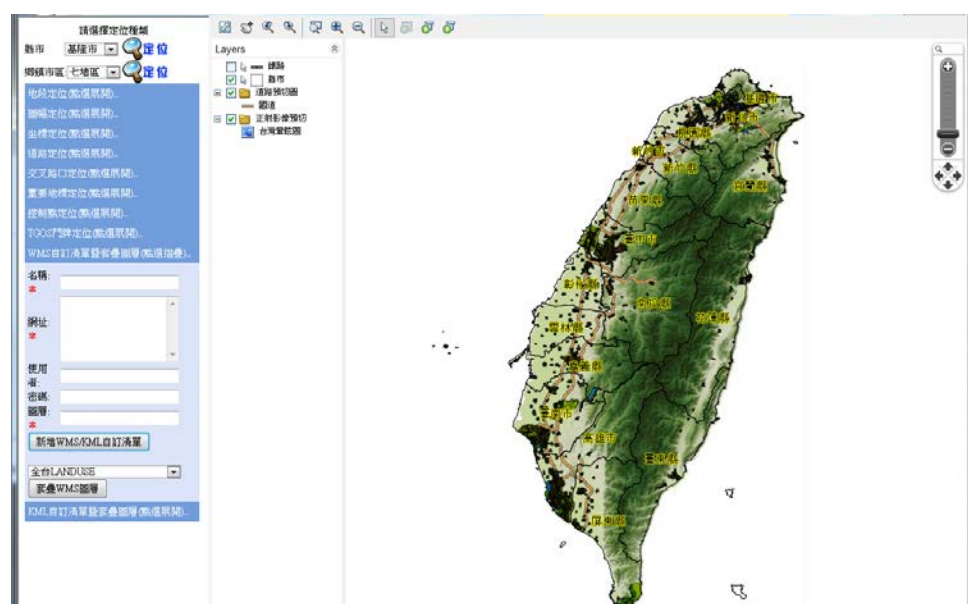 請選擇定位種類
縣市 基隆市 定位
鄉鎮市區 七堵區 定位
地段定位(點選展開)..
圖幅定位(點選展開)..
坐標定位(點選展開)..
道路定位(點選展開)..
交叉路口定位(點選展開)..
重要地標定位(點選展開)..
控制點定位(點選展開)..
TGOS門牌定位(點選展開)..
WMS自訂清單暨套疊圖層(點選摺疊)..
名稱:
*
網址:
*
使用
者:
密碼:
圖層:
*
新增WMS/KML自訂清單
全台LANDUSE
套疊WMS圖層
KML自訂清單暨套疊圖層(點選展開)..
Layers
鐵路
縣市
道路預切圖
國道
正射影像預切
基隆市
桃園縣
新竹縣
宜蘭縣
苗栗縣
臺中市
彰化縣
南投縣
花蓮縣
雲林縣
嘉義縣
臺南市
高雄市
臺東縣
屏東縣